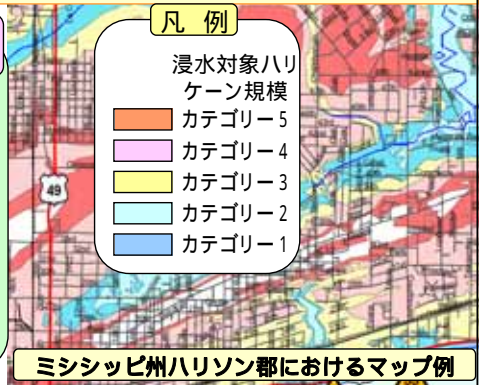 凡 例
浸水対象ハリ
ケーン規模
カテゴリー5
カテゴリー4
カテゴリー3
カテゴリー2
カテゴリー1
49
ミシシッピ州ハリソン郡におけるマップ例